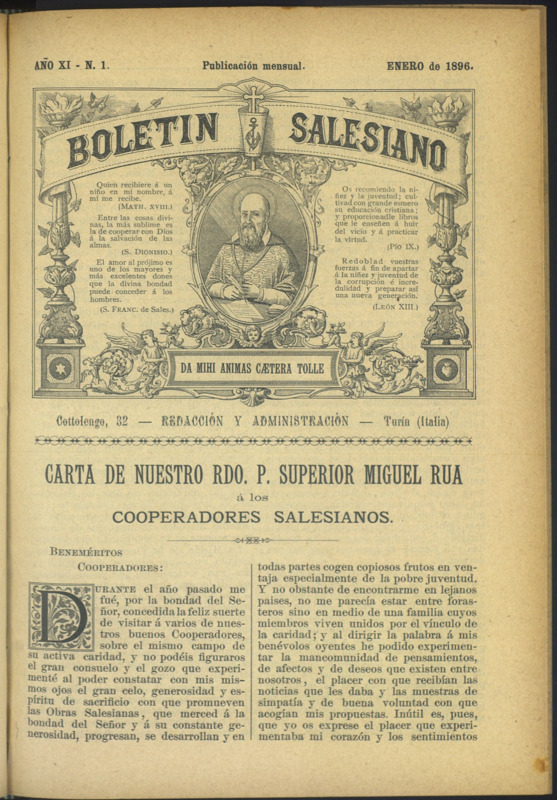 AÑO XI - N. 1.
Publicación mensual.
ENERO de 1896.
BOLETIN SALESIANO
Quien recibiere á un
niño en mi nombre, á
mí me recibe.
(MATH. XVIII.)
Entre las cosas divi-
nas, la más sublime es
la de cooperar con Dios
á la salvación de las
almas.
(S. DIONISIO.)
El amor al prójimo es
uno de los mayores y
más excelentes dones
que la divina bondad
puede conceder á los
hombres.
(S. FRANC. de Sales.)
Os recomiendo la ni-
ñez y la juventud; cul-
tivad con grande esmero
su educación cristiana;
y proporcionadle libros
que le enseñen á huir
del vicio y á practicar
la virtud.
(PÍO IX.)
Redoblad vuestras
fuerzas á fin de apartar
á la niñez y juventud de
la corrupción é incre-
dulidad y preparar así
una nueva generación.
(LEÓN XIII.)
DA MIHI ANIMAS CÆTERA TOLLE
Cottolengo, 32 — REDACCIÓN Y ADMINISTRACIÓN — Turín (Italia)
CARTA DE NUESTRO RDO. P. SUPERIOR MIGUEL RUA
á los
COOPERADORES SALESIANOS.
BENEMÉRITOS
COOPERADORES:
DURANTE el año pasado me
fué, por la bondad del Se-
ñor, concedida la feliz suerte
de visitar á varios de nues-
tros buenos Cooperadores,
sobre el mismo campo de
su activa caridad, y no podéis figuraros
el gran consuelo y el gozo que experi-
menté al poder constatar con mis mis-
mos ojos el gran celo, generosidad y es-
píritu de sacrificio con que promueven
las Obras Salesianas, que merced á la
bondad del Señor y á su constante ge-
nerosidad, progresan, se desarrollan y en
todas partes cogen copiosos frutos en ven-
taja especialmente de la pobre juventud.
Y no obstante de encontrarme en lejanos
paises, no me parecía estar entre foras-
teros sino en medio de una familia cuyos
miembros viven unidos por el vínculo de
la caridad; y al dirigir la palabra á mis
benévolos oyentes he podido experimen-
tar la mancomunidad de pensamientos,
de afectos y de deseos que existen entre
nosotros, el placer con que recibían las
noticias que les daba y las muestras de
simpatía y de buena voluntad con que
acogían mis propuestas. Inútil es, pues,
que yo os exprese el placer que experi-
mentaba mi corazón y los sentimientos